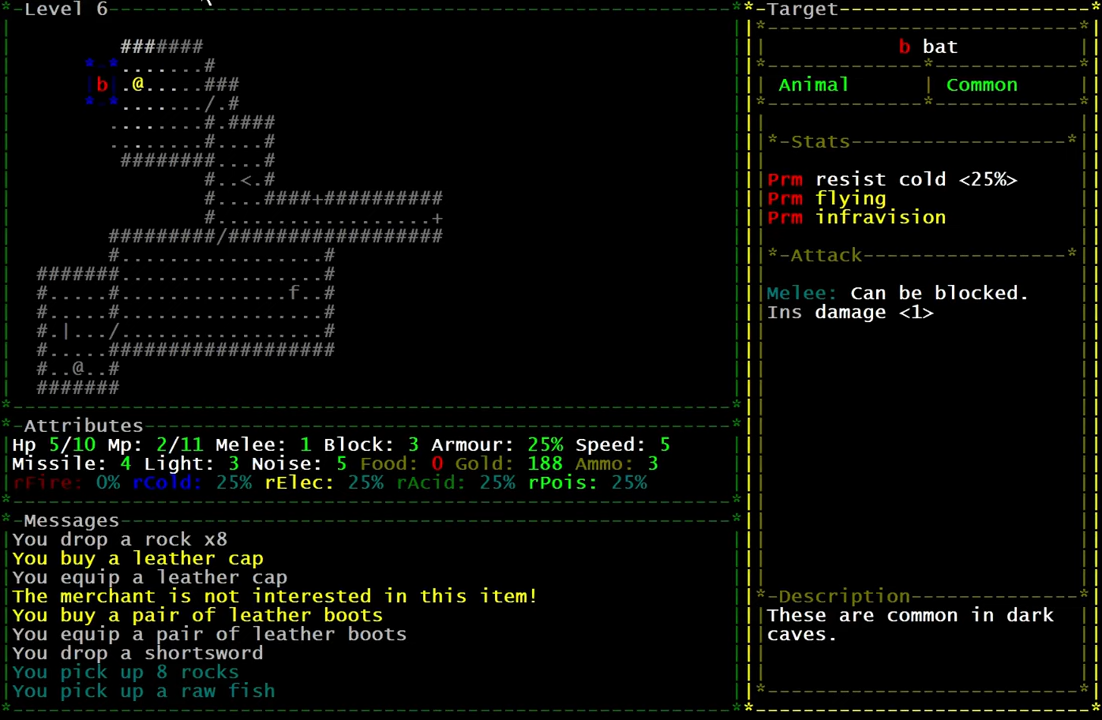 Level 6
#######
.......#
b .@.....###
......./.#
........#.####
........#...#
########....#
#..<.#
#....####+##########
#.................+
#########/##################
#.................#
#######.................#
#.....#..............f..#
#.....#.................#
#.|.../.................#
#.....###################
#..@..#
#######
Attributes
Hp 5/10 Mp: 2/11 Melee: 1 Block: 3 Armour: 25% Speed: 5
Missile: 4 Light: 3 Noise: 5 Food: 0 Gold: 188 Ammo: 3
rFire: 0% rCold: 25% rElec: 25% rAcid: 25% rPois: 25%
Messages
You drop a rock x8
You buy a leather cap
You equip a leather cap
The merchant is not interested in this item!
You buy a pair of leather boots
You equip a pair of leather boots
You drop a shortsword
You pick up 8 rocks
You pick up a raw fish
Target
b bat
Animal | Common
Stats
Prm resist cold <25%>
Prm flying
Prm infravision
Attack
Melee: Can be blocked.
Ins damage <1>
Description
These are common in dark
caves.